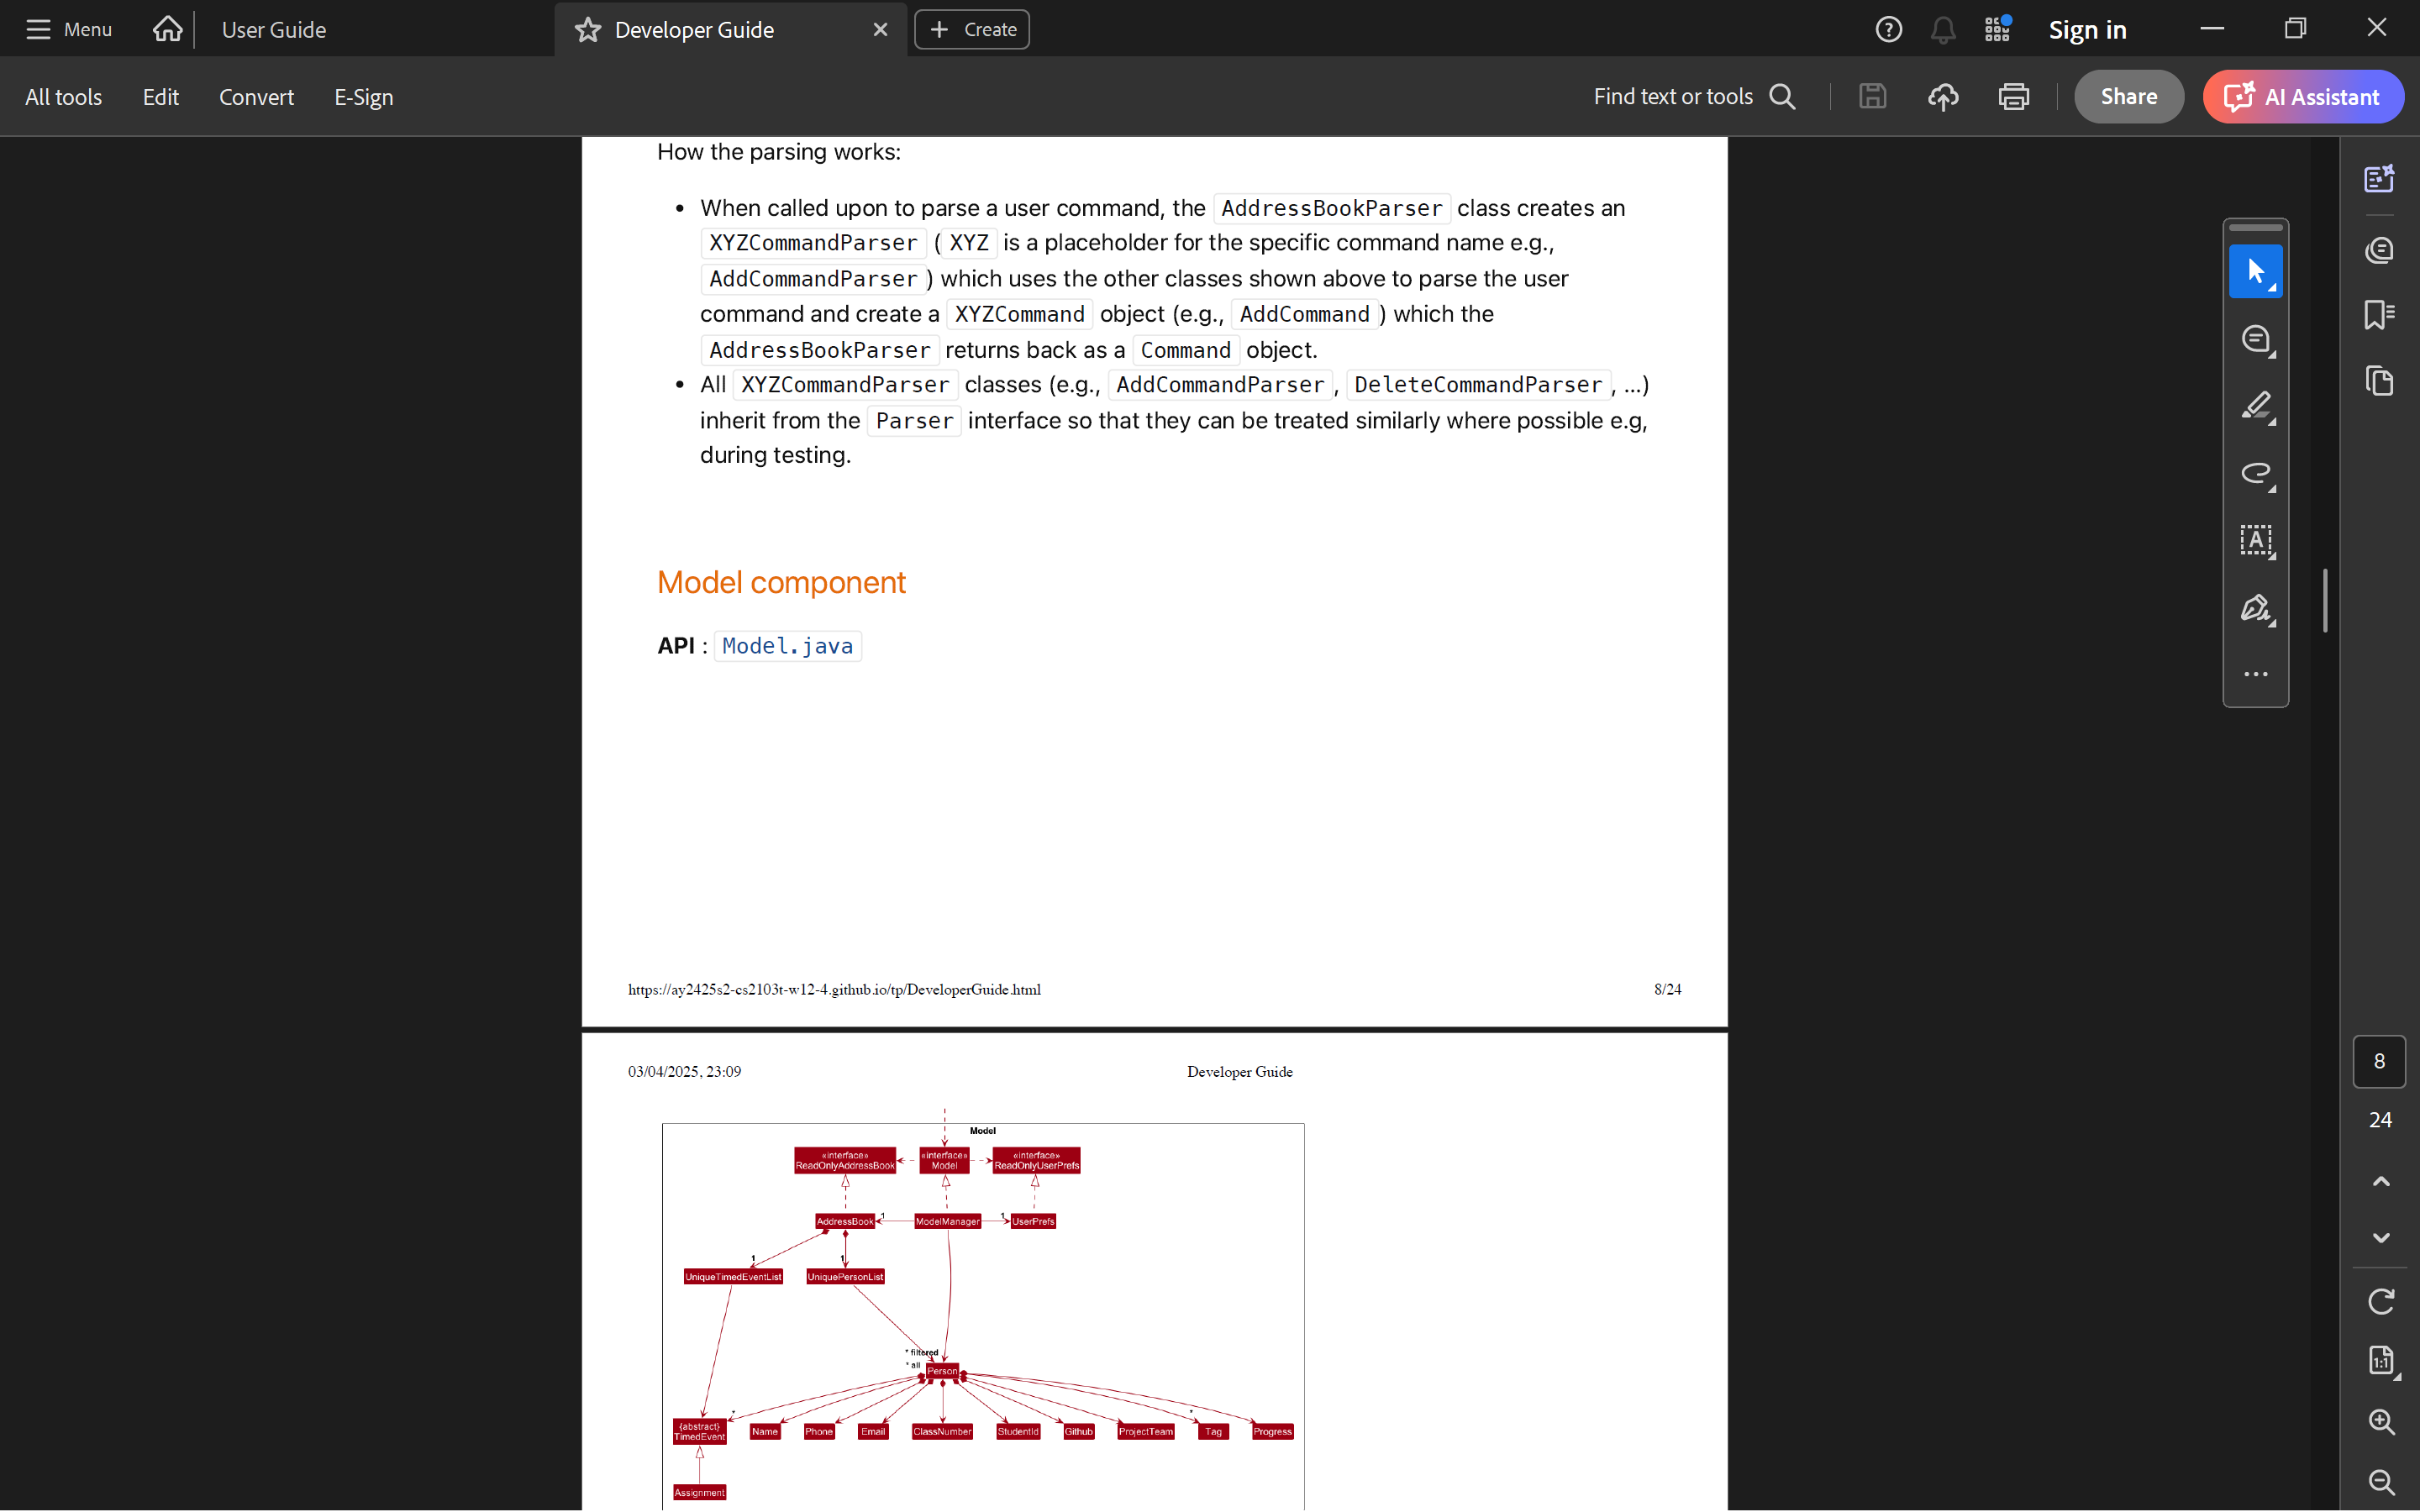 Menu
User Guide
Developer Guide
Create
Sign in
All tools
Edit
Convert
E-Sign
Find text or tools
Share
AI Assistant
How the parsing works:
• When called upon to parse a user command, the AddressBookParser class creates an
XYZCommandParser ( XYZ is a placeholder for the specific command name e.g.,
AddCommandParser ) which uses the other classes shown above to parse the user
command and create a XYZCommand object (e.g., AddCommand ) which the
AddressBookParser returns back as a Command object.
• All XYZCommandParser classes (e.g., AddCommandParser , DeleteCommandParser , ...)
inherit from the Parser interface so that they can be treated similarly where possible e.g,
during testing.
Model component
API : Model.java
https://ay2425s2-cs2103t-w12-4.github.io/tp/DeveloperGuide.html
8/24
03/04/2025, 23:09
Developer Guide
Model
«interface»
ReadOnlyAddressBook
«interface»
Model
«interface»
ReadOnlyUserPrefs
AddressBook
1
ModelManager
1
UserPrefs
1
1
UniqueTimedEventList
UniquePersonList
* filtered
* all
Person
*
*
{abstract}
TimedEvent
Name
Phone
Email
ClassNumber
StudentId
Github
ProjectTeam
Tag
Progress
Assignment
8
24
1:1
A